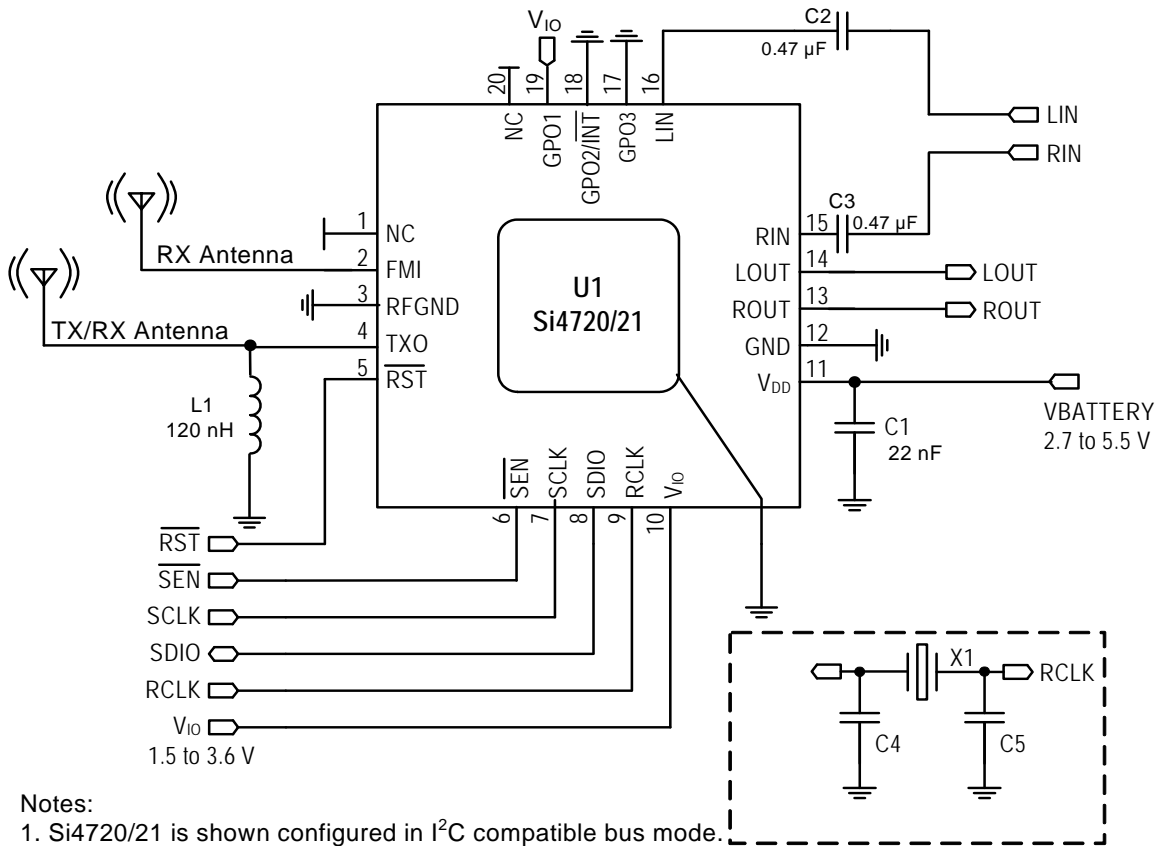 VIO
C2
0.47 µF
20
19
18
17
16
NC
GPO1
GPO2/INT
GPO3
LIN
LIN
RIN
C3
0.47 µF
1
NC
RIN
15
RX Antenna
2
FMI
LOUT
14
LOUT
3
RFGND
U1
Si4720/21
ROUT
13
ROUT
TX/RX Antenna
4
TXO
GND
12
5
RST
VDD
11
L1
120 nH
C1
22 nF
VBATTERY
2.7 to 5.5 V
SEN
SCLK
SDIO
RCLK
VIO
6
7
8
9
10
RST
SEN
SCLK
SDIO
RCLK
VIO
1.5 to 3.6 V
X1
RCLK
C4
C5
Notes:
1. Si4720/21 is shown configured in I²C compatible bus mode.